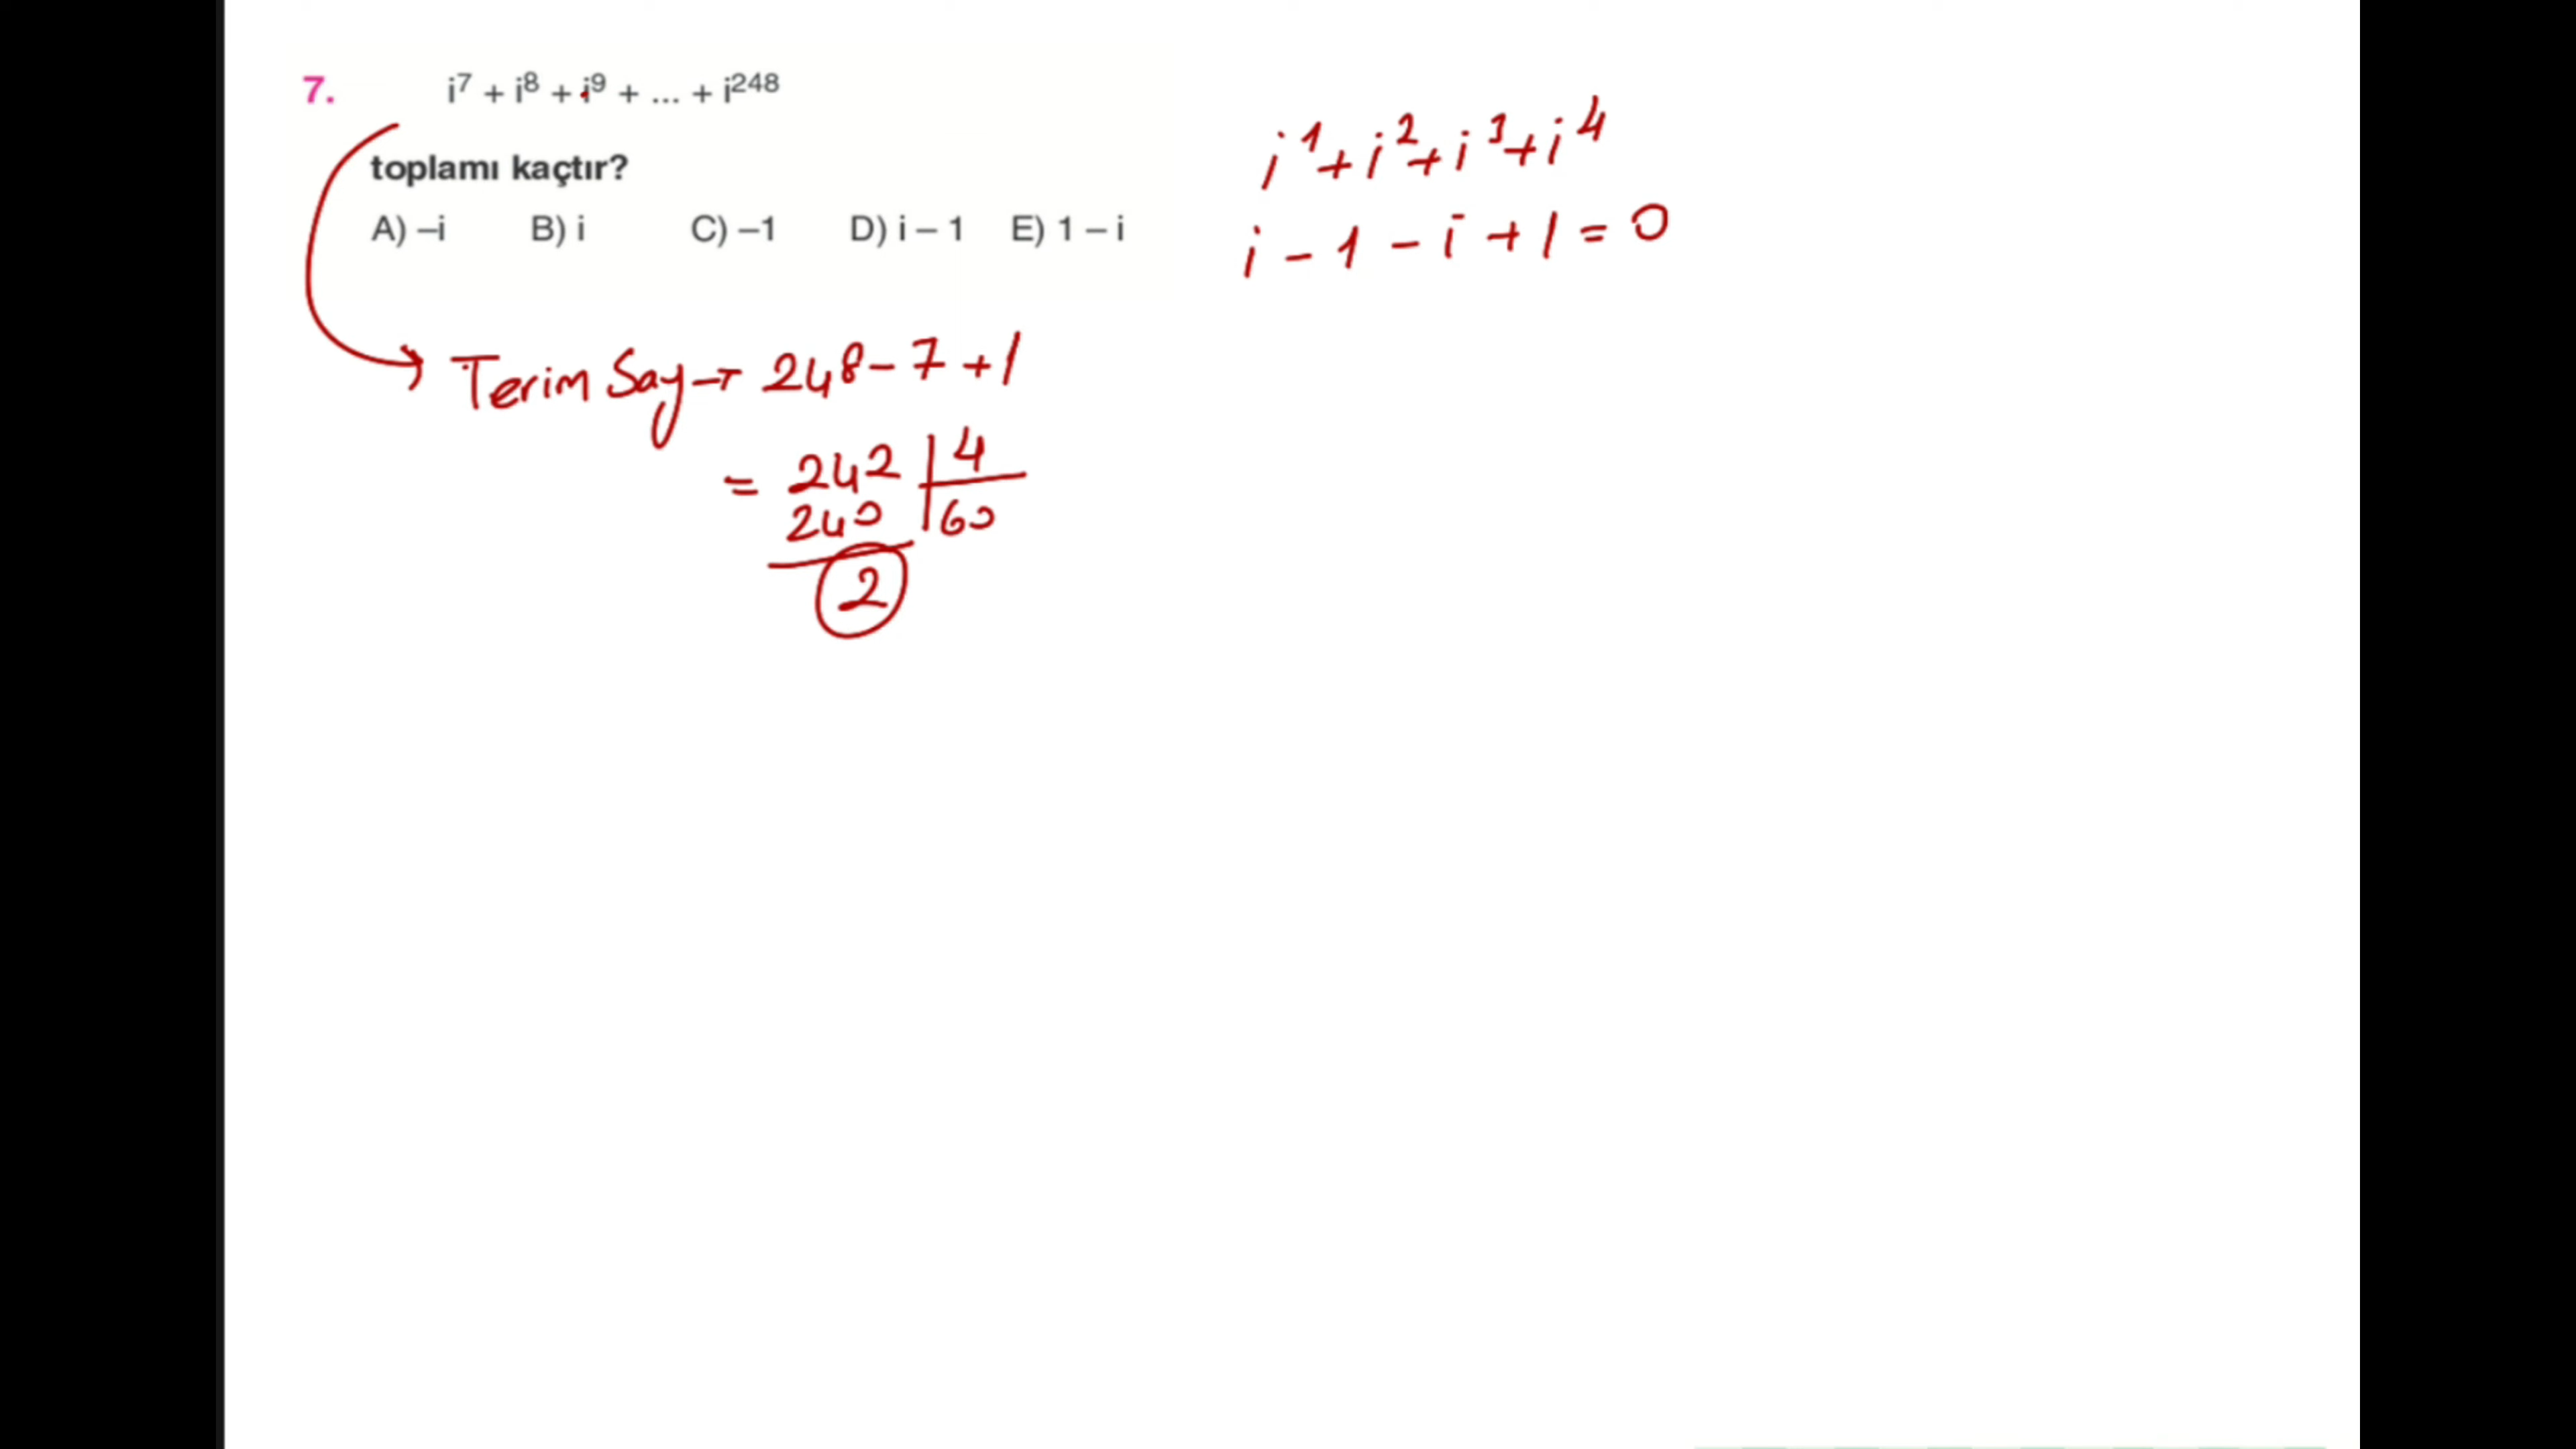 7. i⁷ + i⁸ + i⁹ + ... + i²⁴⁸
toplamı kaçtır?
A) –i B) i C) –1 D) i – 1 E) 1 – i
i¹ + i² + i³ + i⁴
i - 1 - i + 1 = 0
Terim Say → 248 - 7 + 1
= 242 | 4
240 | 60
2